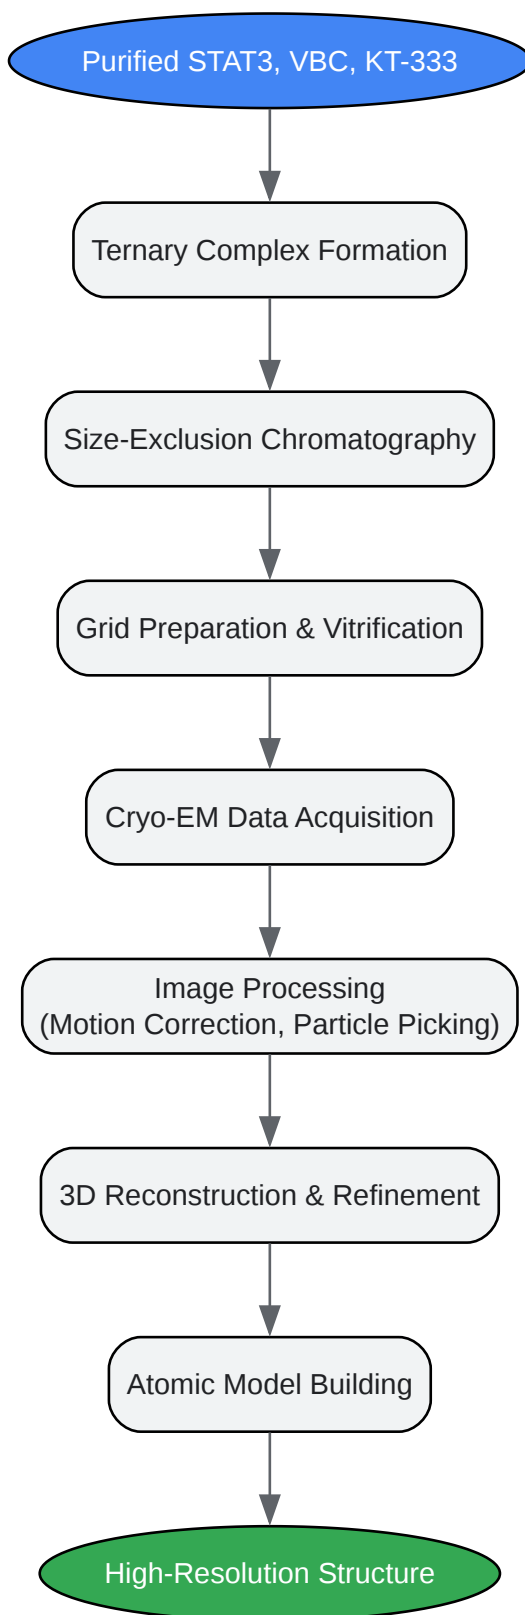 Purified STAT3, VBC, KT-333
Ternary Complex Formation
Size-Exclusion Chromatography
Grid Preparation & Vitrification
Cryo-EM Data Acquisition
Image Processing
(Motion Correction, Particle Picking)
3D Reconstruction & Refinement
Atomic Model Building
High-Resolution Structure